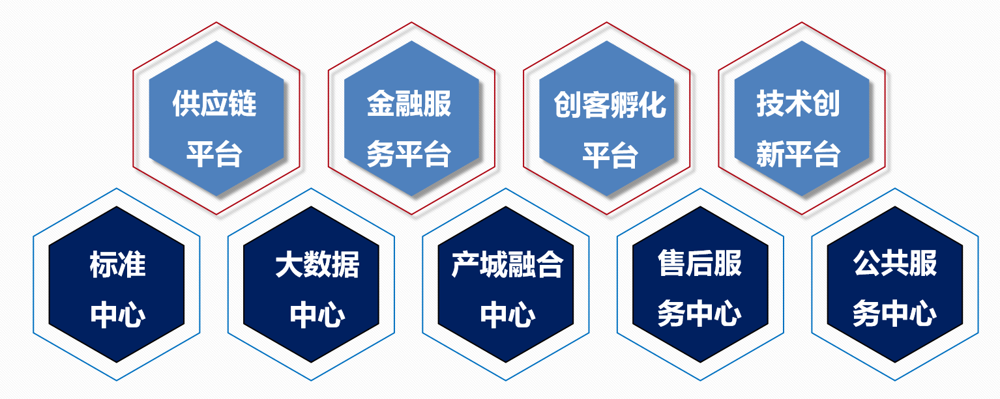 供应链
平台
金融服
务平台
创客孵化
平台
技术创
新平台
标准
中心
大数据
中心
产城融合
中心
售后服
务中心
公共服
务中心